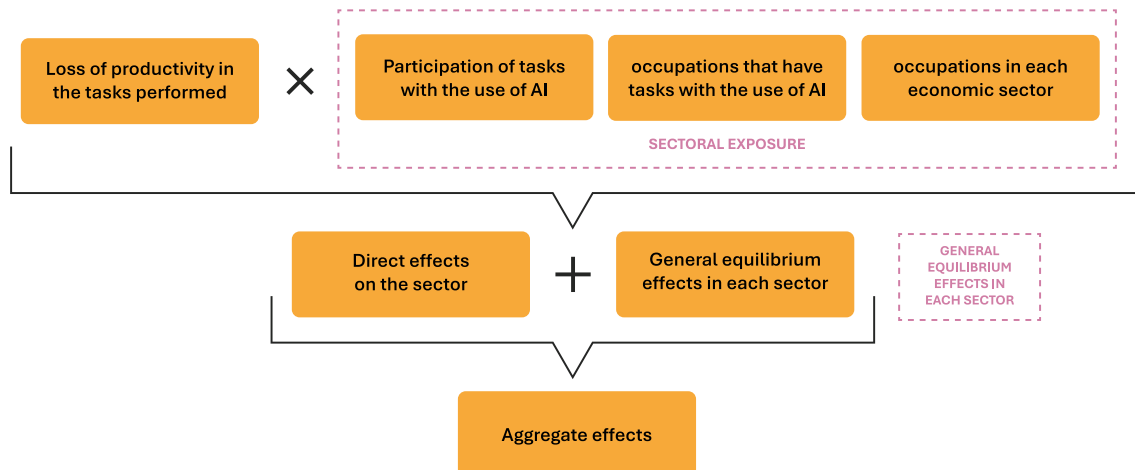 Loss of productivity in
the tasks performed
Participation of tasks
with the use of AI
occupations that have
tasks with the use of AI
occupations in each
economic sector
SECTORAL EXPOSURE
Direct effects
on the sector
General equilibrium
effects in each sector
GENERAL
EQUILIBRIUM
EFFECTS IN
EACH SECTOR
Aggregate effects